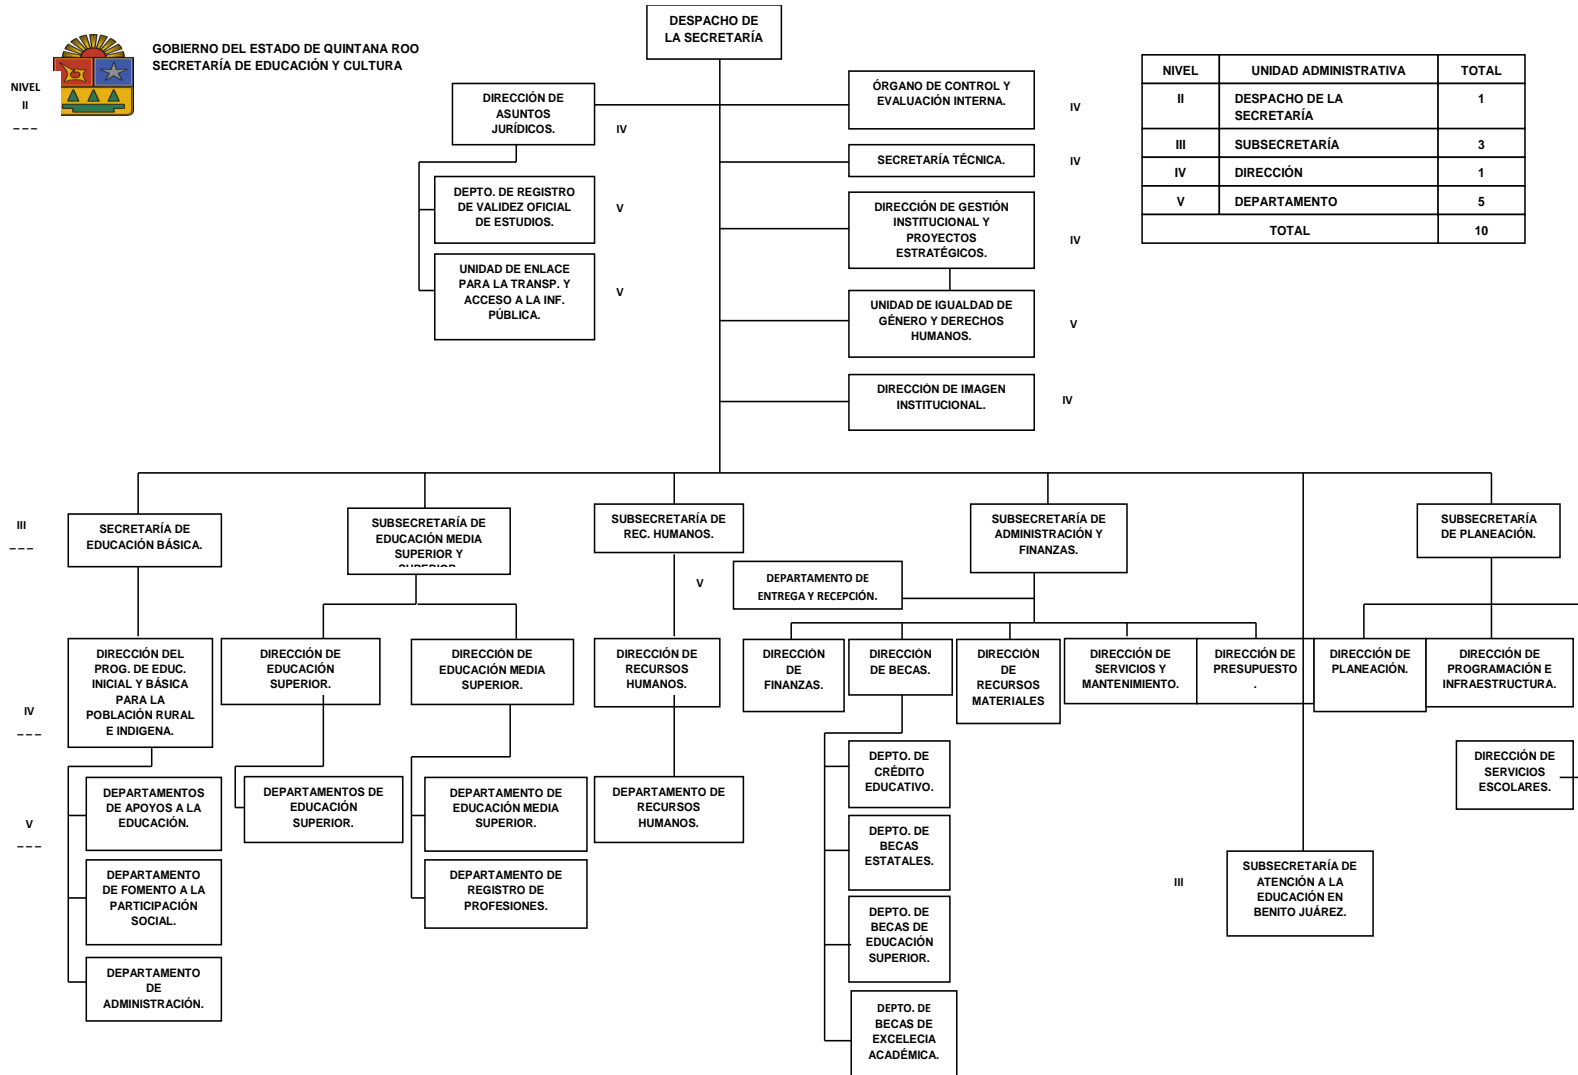 DESPACHO DE
LA SECRETARÍA
GOBIERNO DEL ESTADO DE QUINTANA ROO
SECRETARÍA DE EDUCACIÓN Y CULTURA
NIVEL
II
---
NIVEL UNIDAD ADMINISTRATIVA TOTAL
II DESPACHO DE LA
SECRETARÍA 1
III SUBSECRETARÍA 3
IV DIRECCIÓN 1
V DEPARTAMENTO 5
TOTAL 10
DIRECCIÓN DE
ASUNTOS
JURÍDICOS.
IV
DEPTO. DE REGISTRO
DE VALIDEZ OFICIAL
DE ESTUDIOS.
V
UNIDAD DE ENLACE
PARA LA TRANSP. Y
ACCESO A LA INF.
PÚBLICA.
V
ÓRGANO DE CONTROL Y
EVALUACIÓN INTERNA.
IV
SECRETARÍA TÉCNICA.
IV
DIRECCIÓN DE GESTIÓN
INSTITUCIONAL Y
PROYECTOS
ESTRATÉGICOS.
IV
UNIDAD DE IGUALDAD DE
GÉNERO Y DERECHOS
HUMANOS.
V
DIRECCIÓN DE IMAGEN
INSTITUCIONAL.
IV
III
---
SECRETARÍA DE
EDUCACIÓN BÁSICA.
SUBSECRETARÍA DE
EDUCACIÓN MEDIA
SUPERIOR Y
SUPERIOR
SUBSECRETARÍA DE
REC. HUMANOS.
SUBSECRETARÍA DE
ADMINISTRACIÓN Y
FINANZAS.
SUBSECRETARÍA
DE PLANEACIÓN.
V
DEPARTAMENTO DE
ENTREGA Y RECEPCIÓN.
IV
---
DIRECCIÓN DEL
PROG. DE EDUC.
INICIAL Y BÁSICA
PARA LA
POBLACIÓN RURAL
E INDIGENA.
DIRECCIÓN DE
EDUCACIÓN
SUPERIOR.
DIRECCIÓN DE
EDUCACIÓN MEDIA
SUPERIOR.
DIRECCIÓN DE
RECURSOS
HUMANOS.
DIRECCIÓN
DE
FINANZAS.
DIRECCIÓN
DE BECAS.
DIRECCIÓN
DE
RECURSOS
MATERIALES
DIRECCIÓN DE
SERVICIOS Y
MANTENIMIENTO.
DIRECCIÓN DE
PRESUPUESTO
.
DIRECCIÓN DE
PLANEACIÓN.
DIRECCIÓN DE
PROGRAMACIÓN E
INFRAESTRUCTURA.
DIRECCIÓN DE
SERVICIOS
ESCOLARES.
V
---
DEPARTAMENTOS
DE APOYOS A LA
EDUCACIÓN.
DEPARTAMENTO
DE FOMENTO A LA
PARTICIPACIÓN
SOCIAL.
DEPARTAMENTO
DE
ADMINISTRACIÓN.
DEPARTAMENTOS DE
EDUCACIÓN
SUPERIOR.
DEPARTAMENTO DE
EDUCACIÓN MEDIA
SUPERIOR.
DEPARTAMENTO DE
REGISTRO DE
PROFESIONES.
DEPARTAMENTO DE
RECURSOS
HUMANOS.
DEPTO. DE
CRÉDITO
EDUCATIVO.
DEPTO. DE
BECAS
ESTATALES.
DEPTO. DE
BECAS DE
EDUCACIÓN
SUPERIOR.
DEPTO. DE
BECAS DE
EXCELECIA
ACADÉMICA.
III
SUBSECRETARÍA DE
ATENCIÓN A LA
EDUCACIÓN EN
BENITO JUÁREZ.